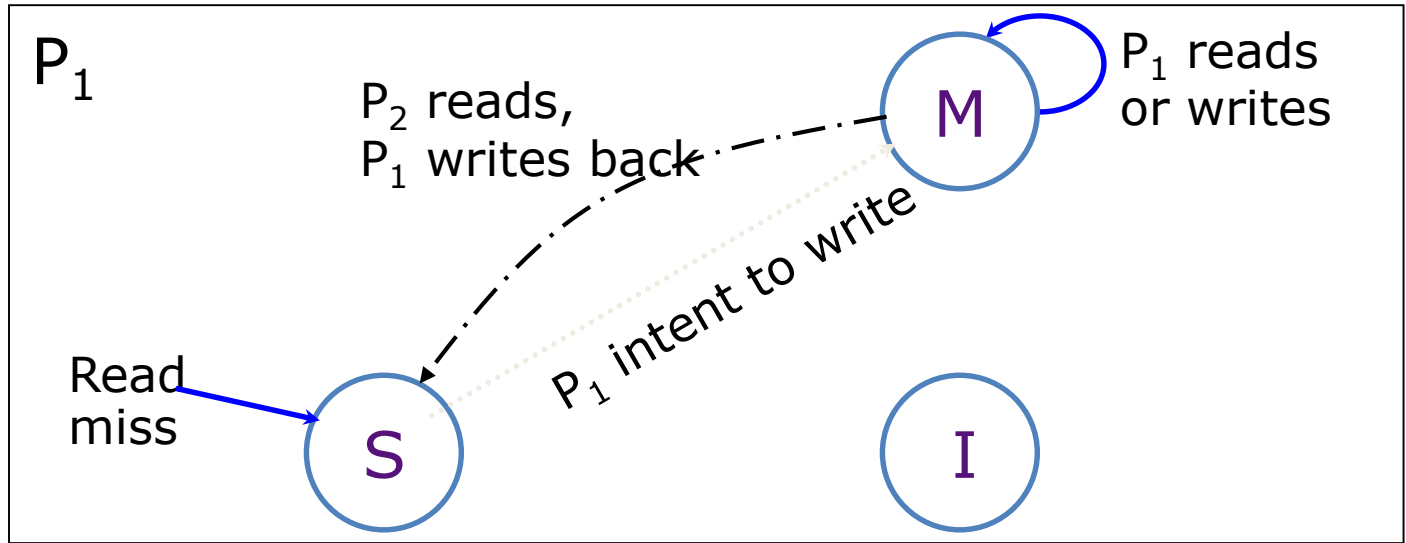 P₁
P₁ reads
or writes
P₂ reads,
P₁ writes back
M
P₁ intent to write
Read
miss
S
I